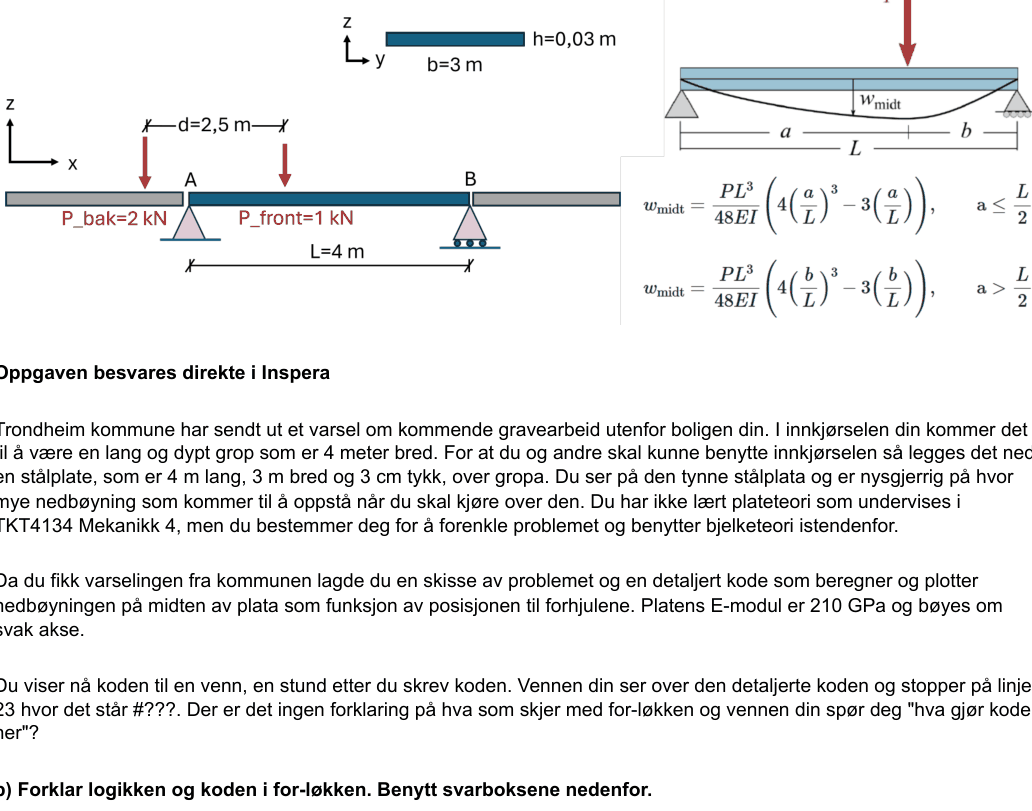 z
y
h=0,03 m
b=3 m
z
x
d=2,5 m
A
B
P_bak=2 kN
P_front=1 kN
L=4 m
w_midt
a
b
L
w_midt = PL³/48EI (4(a/L)³ − 3(a/L)), a ≤ L/2
w_midt = PL³/48EI (4(b/L)³ − 3(b/L)), a > L/2
Oppgaven besvares direkte i Inspera
Trondheim kommune har sendt ut et varsel om kommende gravearbeid utenfor boligen din. I innkjørselen din kommer det
til å være en lang og dypt grop som er 4 meter bred. For at du og andre skal kunne benytte innkjørselen så legges det ned
en stålplate, som er 4 m lang, 3 m bred og 3 cm tykk, over gropa. Du ser på den tynne stålplata og er nysgjerrig på hvor
mye nedbøyning som kommer til å oppstå når du skal kjøre over den. Du har ikke lært plateteori som undervises i
TKT4134 Mekanikk 4, men du bestemmer deg for å forenkle problemet og benytter bjelketeori istendenfor.
Da du fikk varselingen fra kommunen lagde du en skisse av problemet og en detaljert kode som beregner og plotter
nedbøyningen på midten av plata som funksjon av posisjonen til forhjulene. Platens E-modul er 210 GPa og bøyes om
svak akse.
Du viser nå koden til en venn, en stund etter du skrev koden. Vennen din ser over den detaljerte koden og stopper på linje
23 hvor det står #???. Der er det ingen forklaring på hva som skjer med for-løkken og vennen din spør deg "hva gjør kode
her"?
b) Forklar logikken og koden i for-løkken. Benytt svarboksene nedenfor.